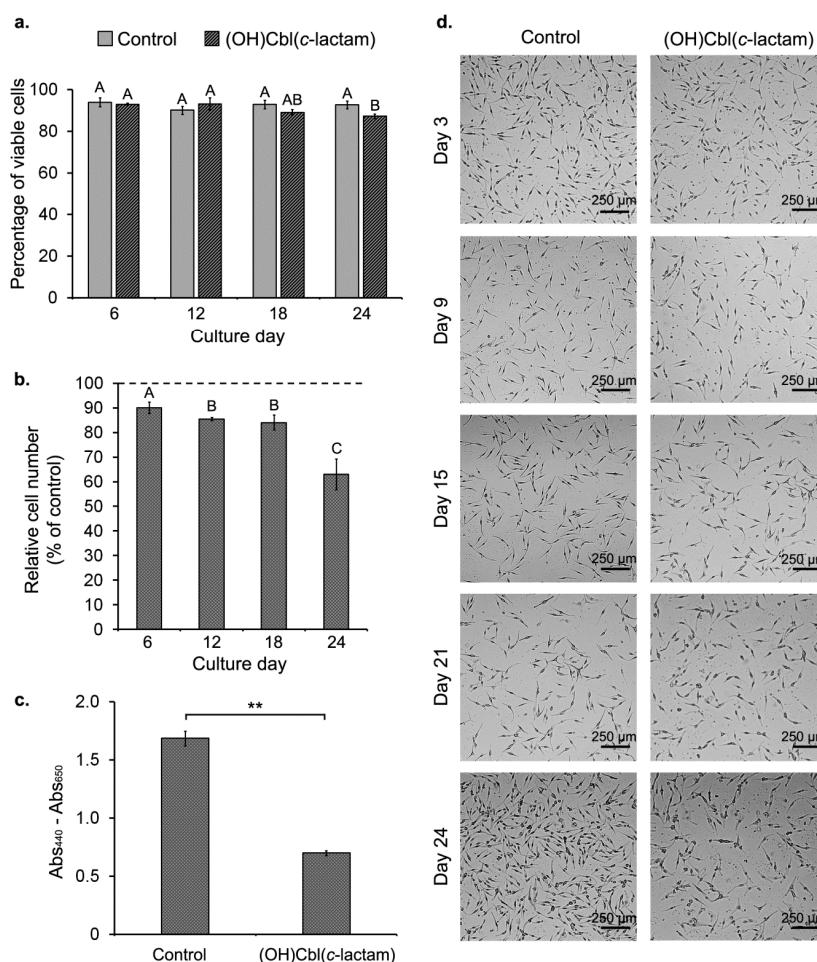 a.
Control (OH)Cbl(c-lactam)
Percentage of viable cells
100
80
60
40
20
0
A A A A A AB A B
6 12 18 24
Culture day
b.
Relative cell number
(% of control)
100
90
80
70
60
50
40
30
20
10
0
A B B C
6 12 18 24
Culture day
c.
Abs₄₄₀ - Abs₆₅₀
2.0
1.5
1.0
0.5
0
**
Control (OH)Cbl(c-lactam)
d.
Control (OH)Cbl(c-lactam)
Day 3
250 µm 250 µm
Day 9
250 µm 250 µm
Day 15
250 µm 250 µm
Day 21
250 µm 250 µm
Day 24
250 µm 250 µm